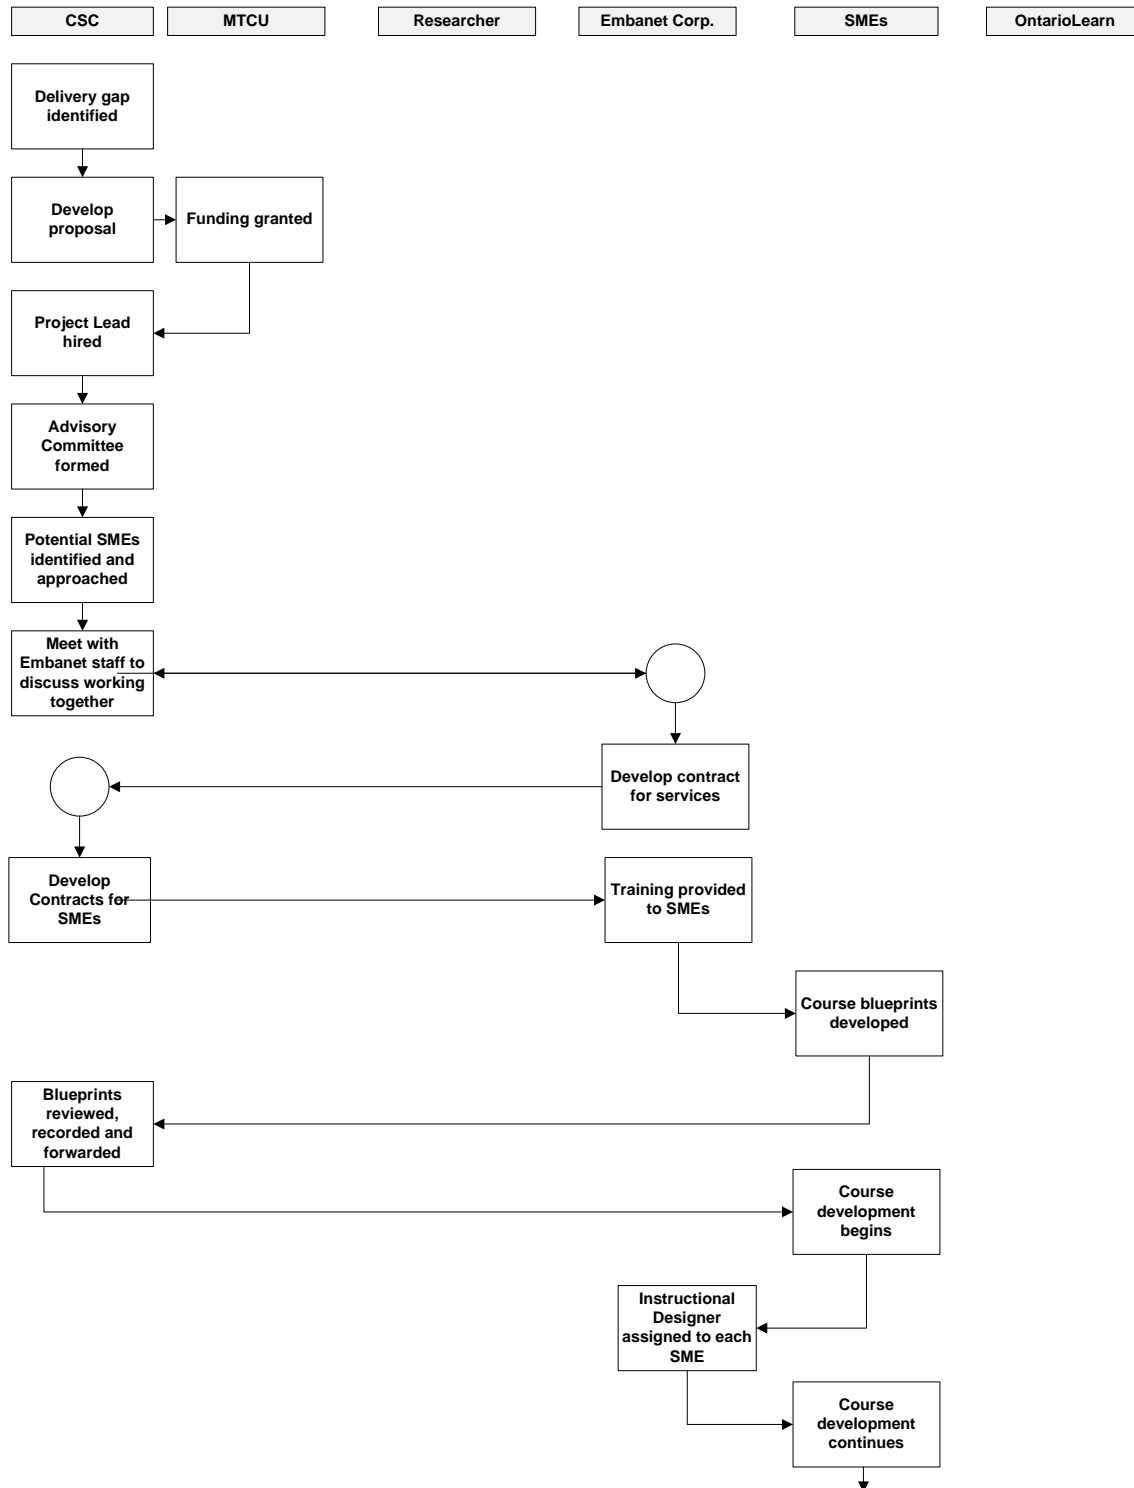 CSC
MTCU
Researcher
Embanet Corp.
SMEs
OntarioLearn
Delivery gap
identified
Develop
proposal
Funding granted
Project Lead
hired
Advisory
Committee
formed
Potential SMEs
identified and
approached
Meet with
Embanet staff to
discuss working
together
Develop contract
for services
Develop
Contracts for
SMEs
Training provided
to SMEs
Course blueprints
developed
Blueprints
reviewed,
recorded and
forwarded
Course
development
begins
Instructional
Designer
assigned to each
SME
Course
development
continues